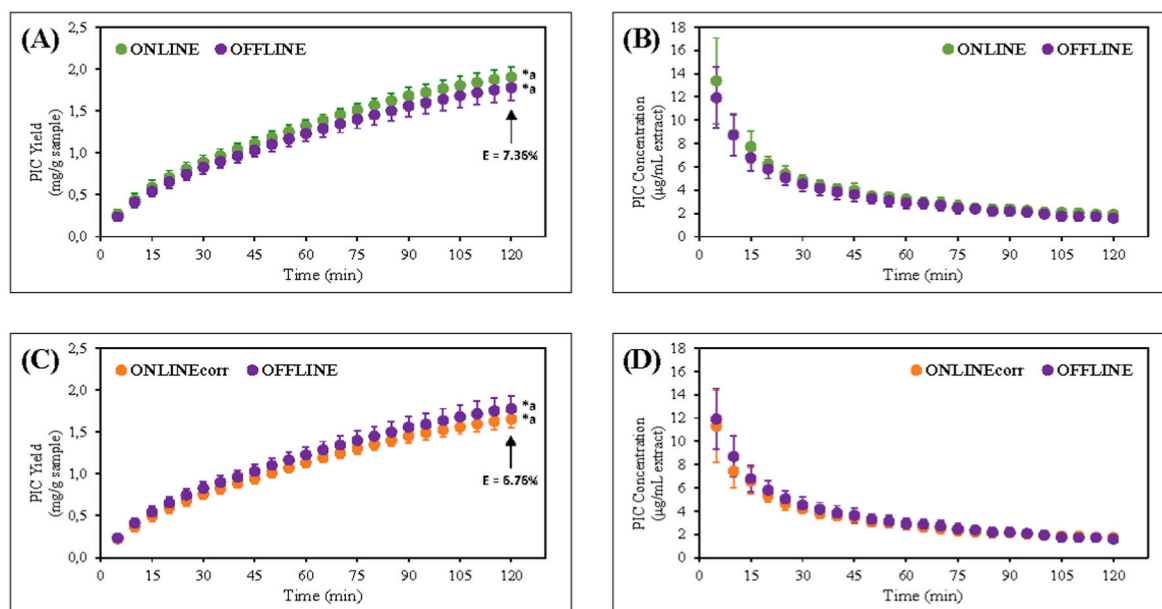 (A)
ONLINE OFFLINE
PIC Yield
(mg/g sample)
2,5
2,0
1,5
1,0
0,5
0,0
*a
*a
E = 7.36%
0 15 30 45 60 75 90 105 120
Time (min)
(B)
ONLINE OFFLINE
PIC Concentration
(µg/mL extract)
18
16
14
12
10
8
6
4
2
0
0 15 30 45 60 75 90 105 120
Time (min)
(C)
ONLINEcorr OFFLINE
PIC Yield
(mg/g sample)
2,5
2,0
1,5
1,0
0,5
0,0
*a
*a
E = 6.76%
0 15 30 45 60 75 90 105 120
Time (min)
(D)
ONLINEcorr OFFLINE
PIC Concentration
(µg/mL extract)
18
16
14
12
10
8
6
4
2
0
0 15 30 45 60 75 90 105 120
Time (min)